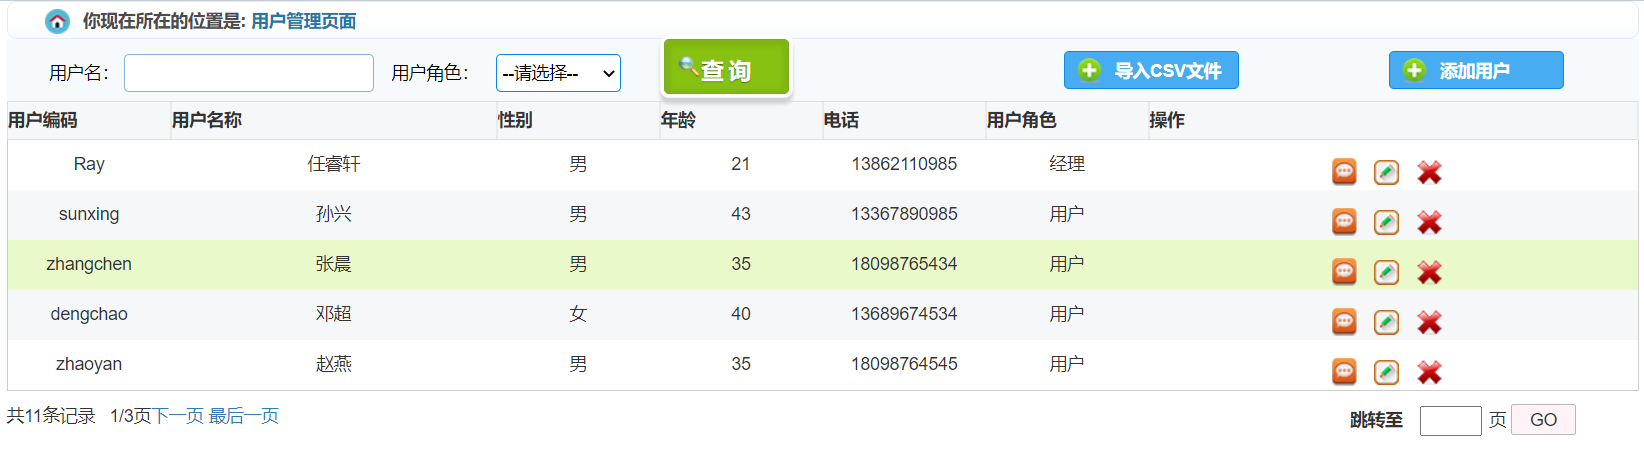 你现在所在的位置是: 用户管理页面
用户名： 用户角色： --请选择-- 查 询 导入CSV文件 添加用户
用户编码 用户名称 性别 年龄 电话 用户角色 操作
Ray 任睿轩 男 21 13862110985 经理
sunxing 孙兴 男 43 13367890985 用户
zhangchen 张晨 男 35 18098765434 用户
dengchao 邓超 女 40 13689674534 用户
zhaoyan 赵燕 男 35 18098764545 用户
共11条记录 1/3页下一页 最后一页 跳转至 页 GO